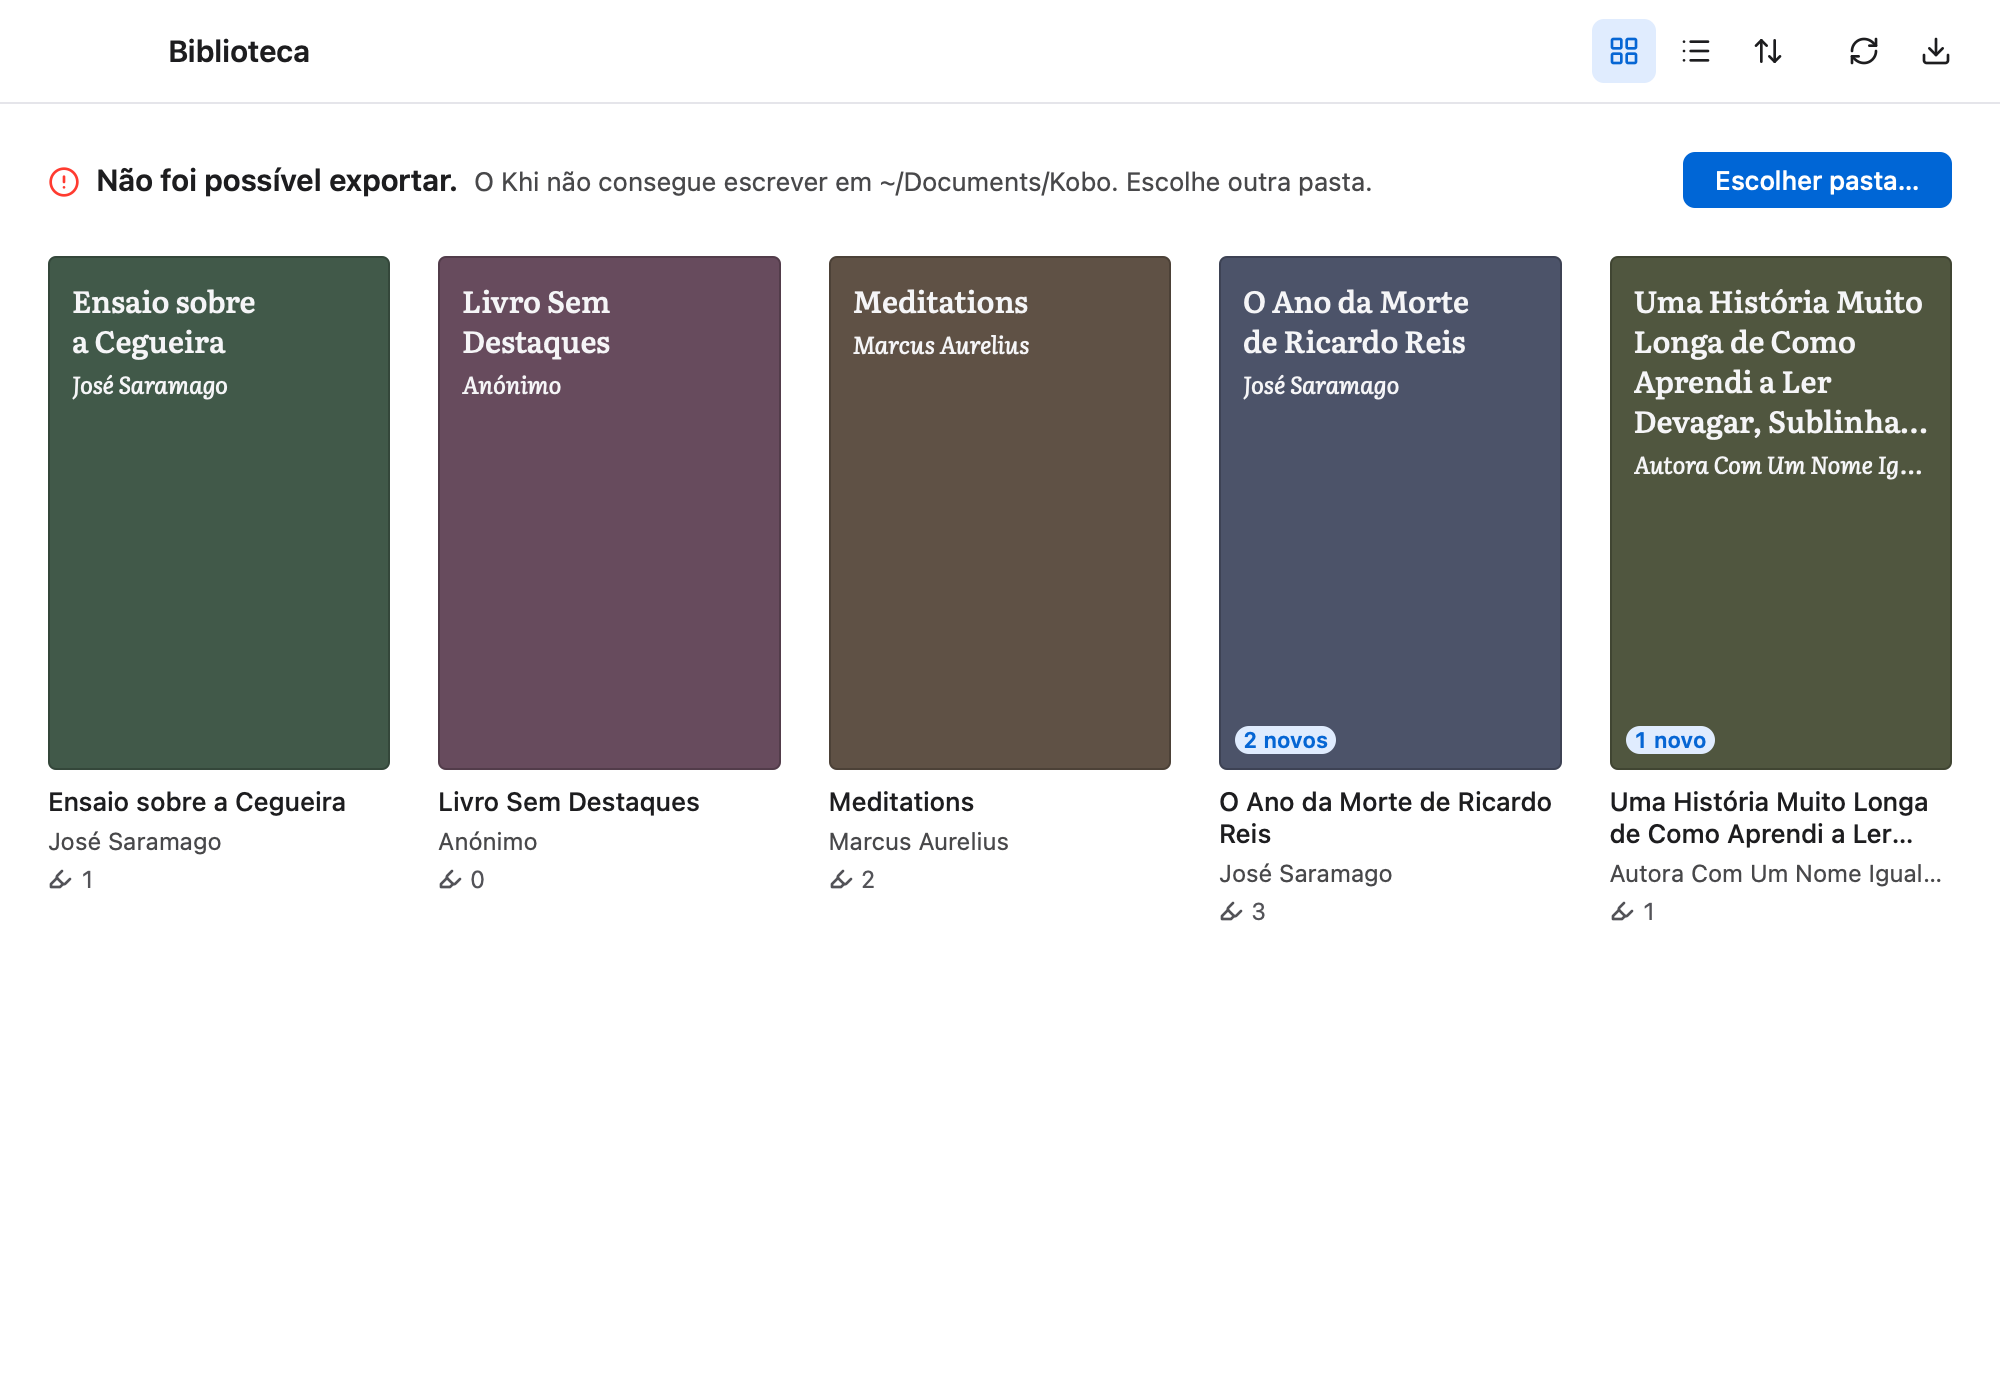 Biblioteca
Não foi possível exportar. O Khi não consegue escrever em ~/Documents/Kobo. Escolhe outra pasta.
Escolher pasta...
Ensaio sobre
a Cegueira
José Saramago
Livro Sem
Destaques
Anónimo
Meditations
Marcus Aurelius
O Ano da Morte
de Ricardo Reis
José Saramago
2 novos
Uma História Muito
Longa de Como
Aprendi a Ler
Devagar, Sublinha...
Autora Com Um Nome Ig...
1 novo
Ensaio sobre a Cegueira
José Saramago
1
Livro Sem Destaques
Anónimo
0
Meditations
Marcus Aurelius
2
O Ano da Morte de Ricardo
Reis
José Saramago
3
Uma História Muito Longa
de Como Aprendi a Ler...
Autora Com Um Nome Igual...
1